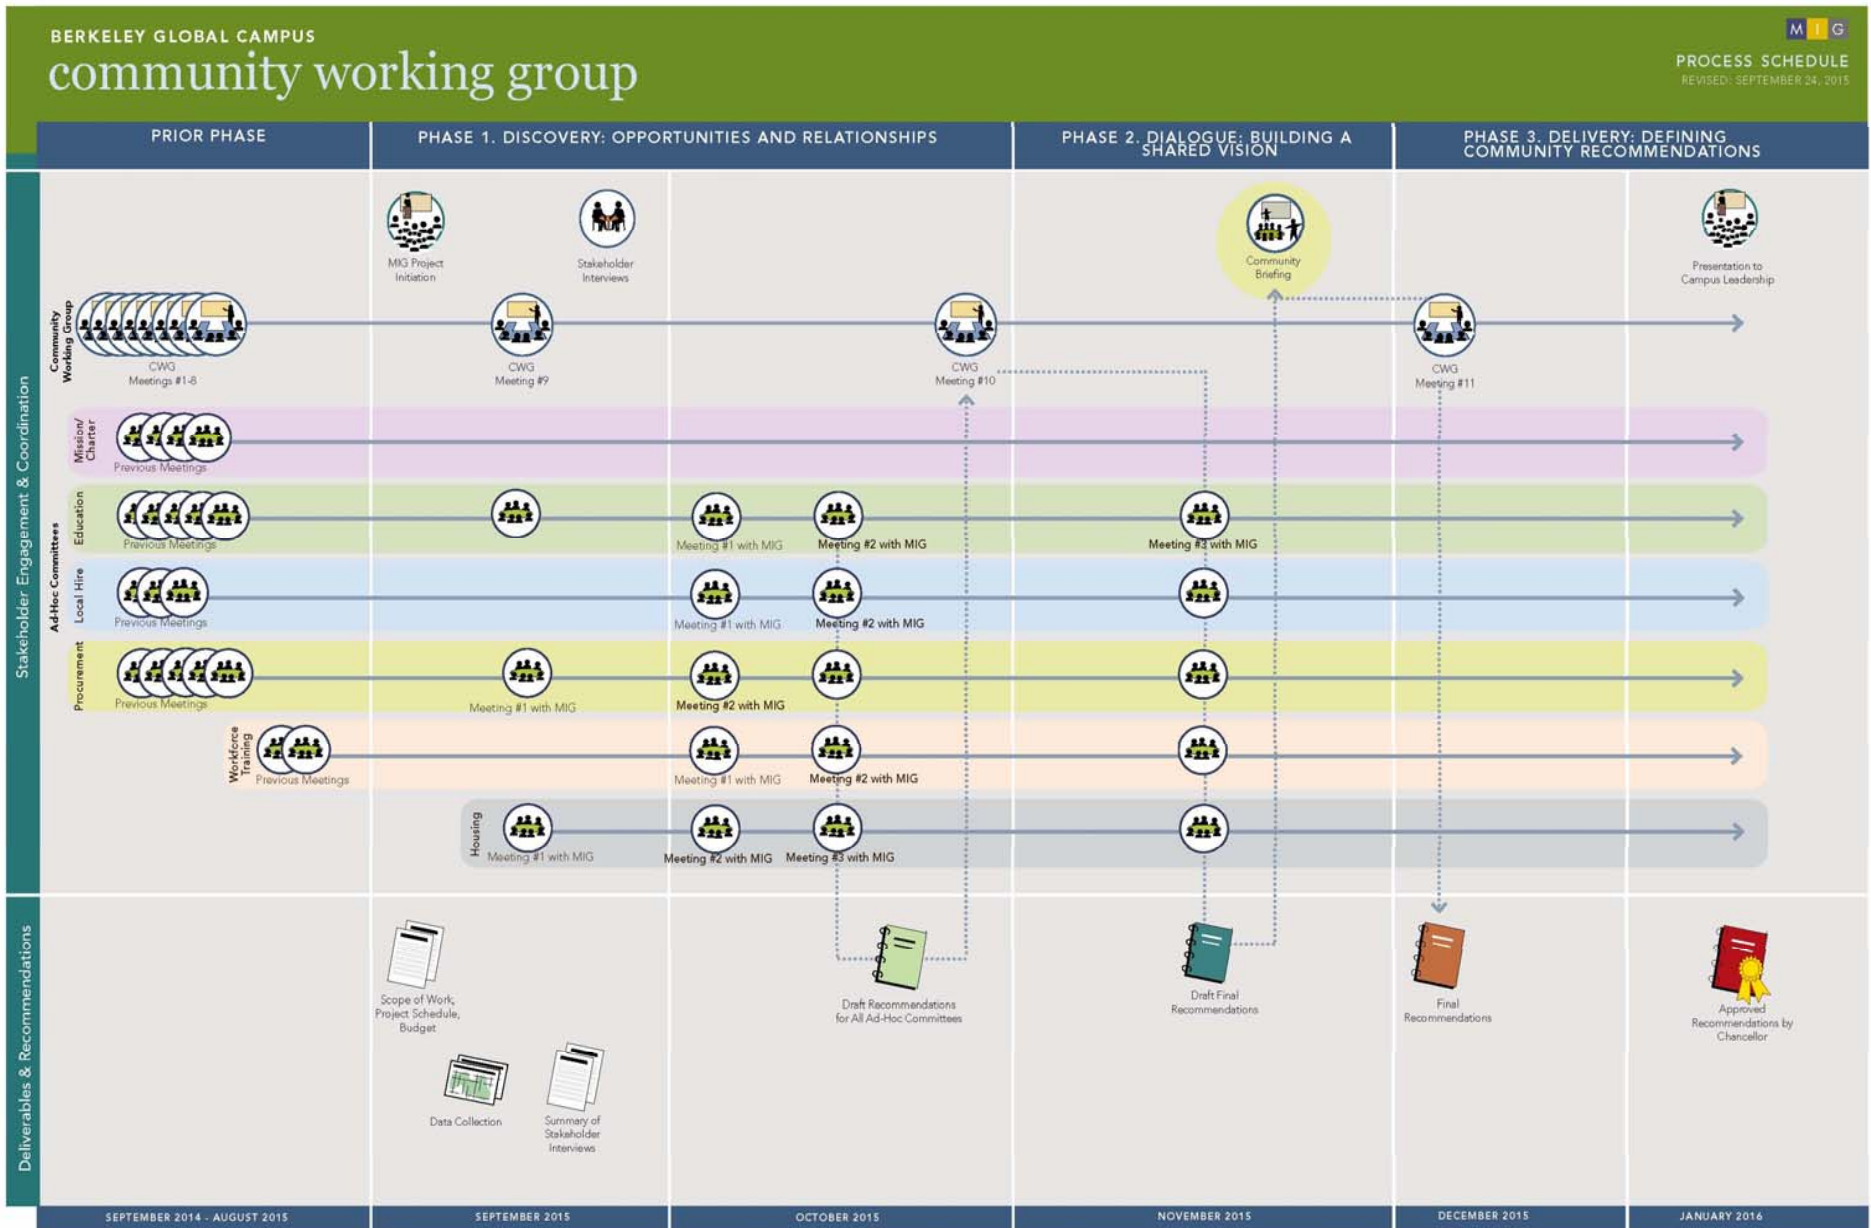 BERKELEY GLOBAL CAMPUS
community working group
M I G
PROCESS SCHEDULE
REVISED: SEPTEMBER 24, 2015
PRIOR PHASE
PHASE 1. DISCOVERY: OPPORTUNITIES AND RELATIONSHIPS
PHASE 2. DIALOGUE: BUILDING A
SHARED VISION
PHASE 3. DELIVERY: DEFINING
COMMUNITY RECOMMENDATIONS
Stakeholder Engagement & Coordination
MIG Project
Initiation
Stakeholder
Interviews
Community
Briefing
Presentation to
Campus Leadership
Community
Working Group
CWG
Meetings #1-8
CWG
Meeting #9
CWG
Meeting #10
CWG
Meeting #11
Ad-Hoc Committees
Mission/
Charter
Previous Meetings
Education
Previous Meetings
Meeting #1 with MIG
Meeting #2 with MIG
Meeting #3 with MIG
Local Hire
Previous Meetings
Meeting #1 with MIG
Meeting #2 with MIG
Procurement
Previous Meetings
Meeting #1 with MIG
Meeting #2 with MIG
Workforce
Training
Previous Meetings
Meeting #1 with MIG
Meeting #2 with MIG
Housing
Meeting #1 with MIG
Meeting #2 with MIG
Meeting #3 with MIG
Deliverables & Recommendations
Scope of Work,
Project Schedule,
Budget
Data Collection
Summary of
Stakeholder
Interviews
Draft Recommendations
for All Ad-Hoc Committees
Draft Final
Recommendations
Final
Recommendations
Approved
Recommendations by
Chancellor
SEPTEMBER 2014 - AUGUST 2015
SEPTEMBER 2015
OCTOBER 2015
NOVEMBER 2015
DECEMBER 2015
JANUARY 2016